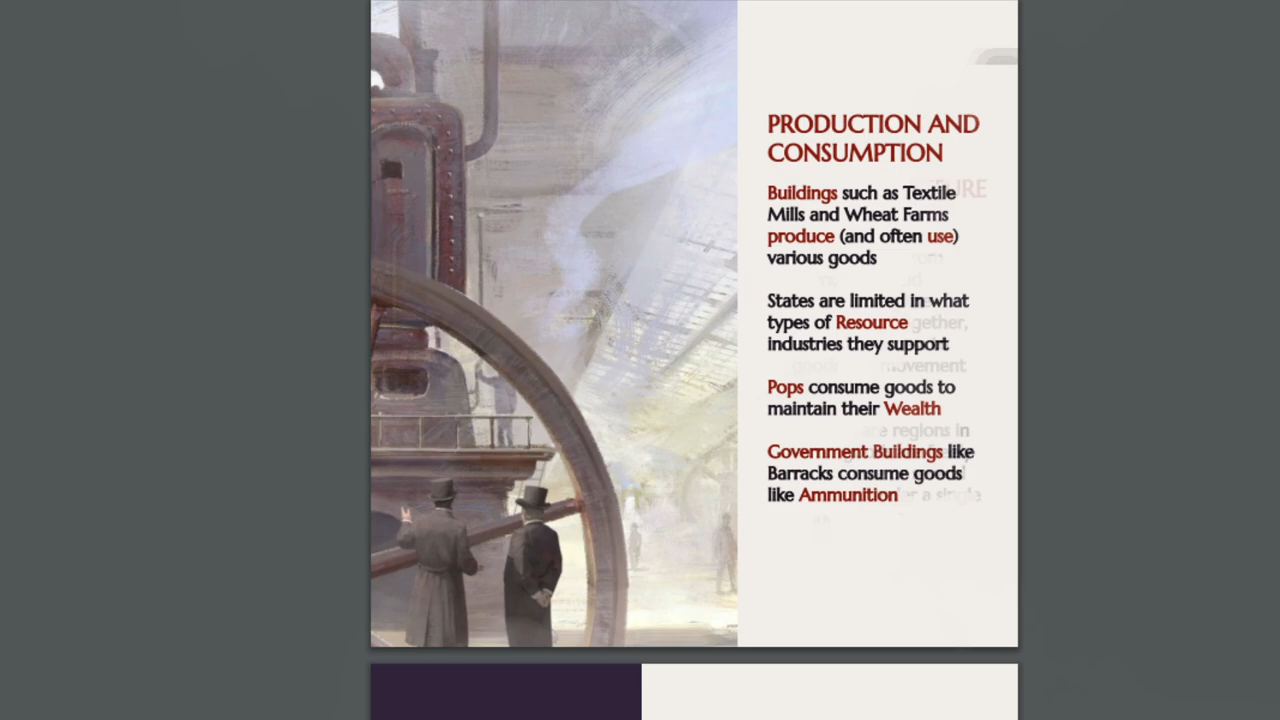 PRODUCTION AND
CONSUMPTION
Buildings such as Textile
Mills and Wheat Farms
produce (and often use)
various goods
States are limited in what
types of Resource
industries they support
Pops consume goods to
maintain their Wealth
Government Buildings like
Barracks consume goods
like Ammunition